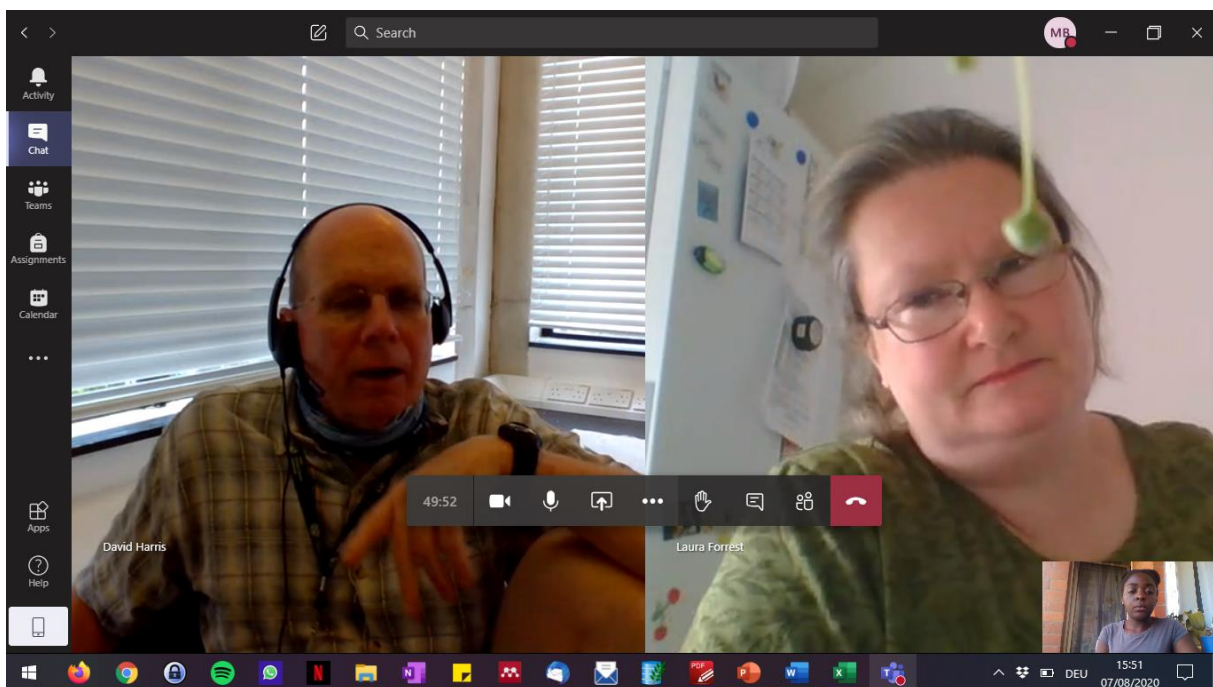 Search
MB
Activity
Chat
Teams
Assignments
Calendar
Apps
Help
49:52
David Harris
Laura Forrest
N
N
PDF
P
W
X
T
DEU
15:51
07/08/2020